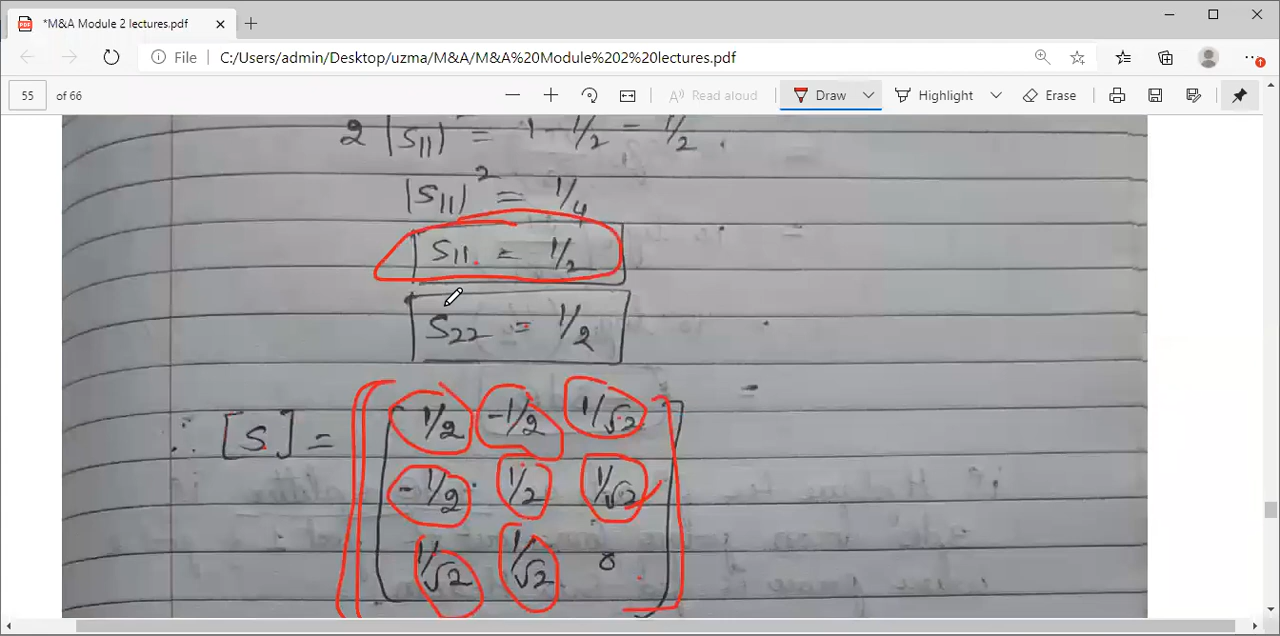 *M&A Module 2 lectures.pdf
File C:/Users/admin/Desktop/uzma/M&A/M&A%20Module%202%20lectures.pdf
55 of 66 Read aloud Draw Highlight Erase
2 |S11|² = 1 - 1/2 = 1/2 .
|S11|² = 1/4
S11 = 1/2
S22 = 1/2
∴ [S] =
1/2 -1/2 1/√2
-1/2 1/2 1/√2
1/√2 1/√2 0